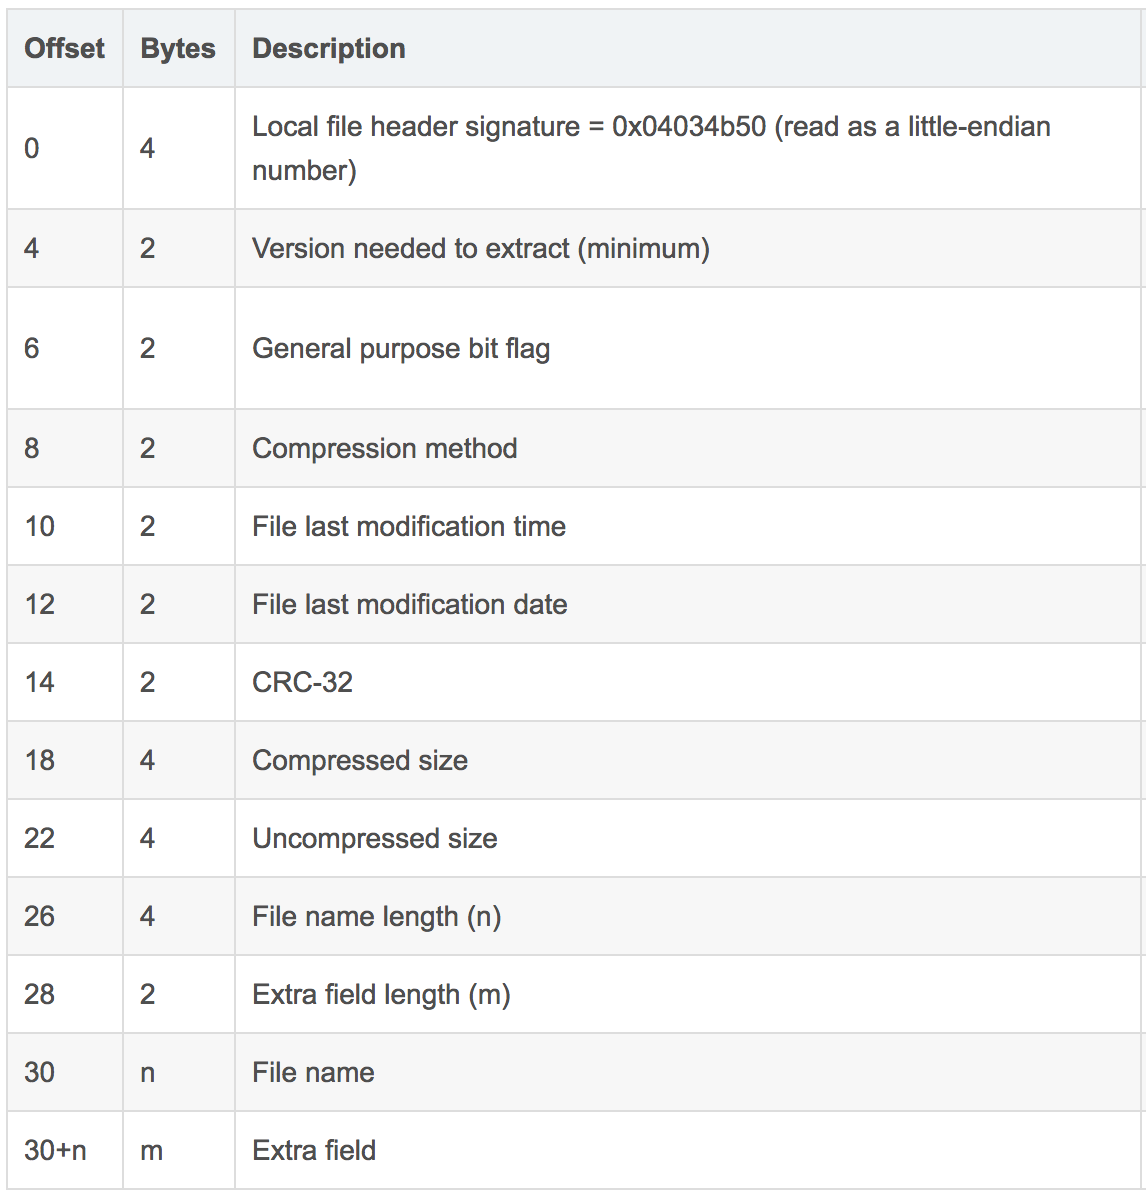 Offset Bytes Description
0 4 Local file header signature = 0x04034b50 (read as a little-endian
number)
4 2 Version needed to extract (minimum)
6 2 General purpose bit flag
8 2 Compression method
10 2 File last modification time
12 2 File last modification date
14 2 CRC-32
18 4 Compressed size
22 4 Uncompressed size
26 4 File name length (n)
28 2 Extra field length (m)
30 n File name
30+n m Extra field